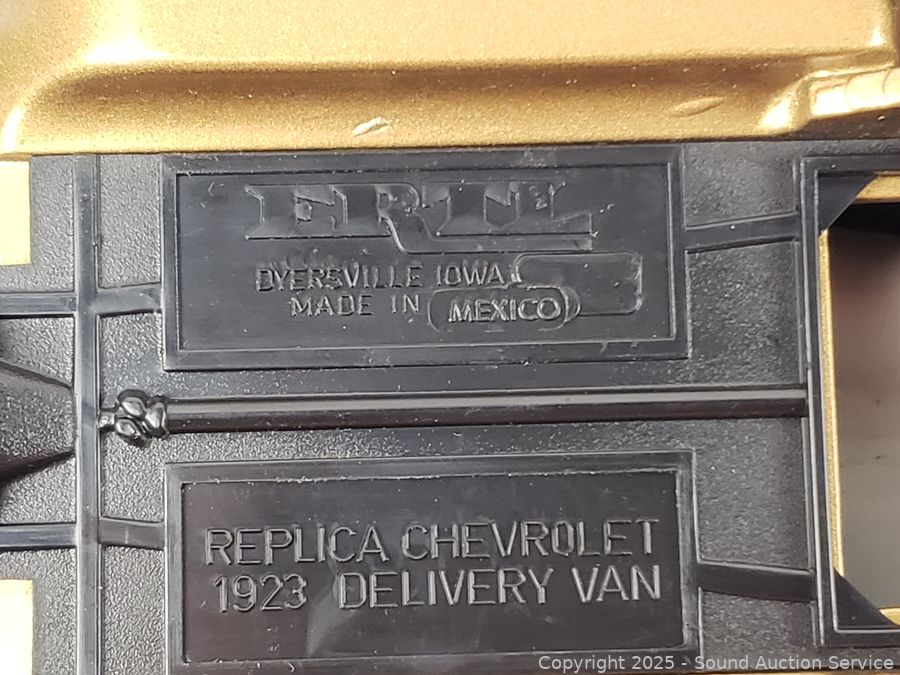 ERTL
DYERSVILLE IOWA
MADE IN MEXICO
REPLICA CHEVROLET
1923 DELIVERY VAN
Copyright 2025 - Sound Auction Service